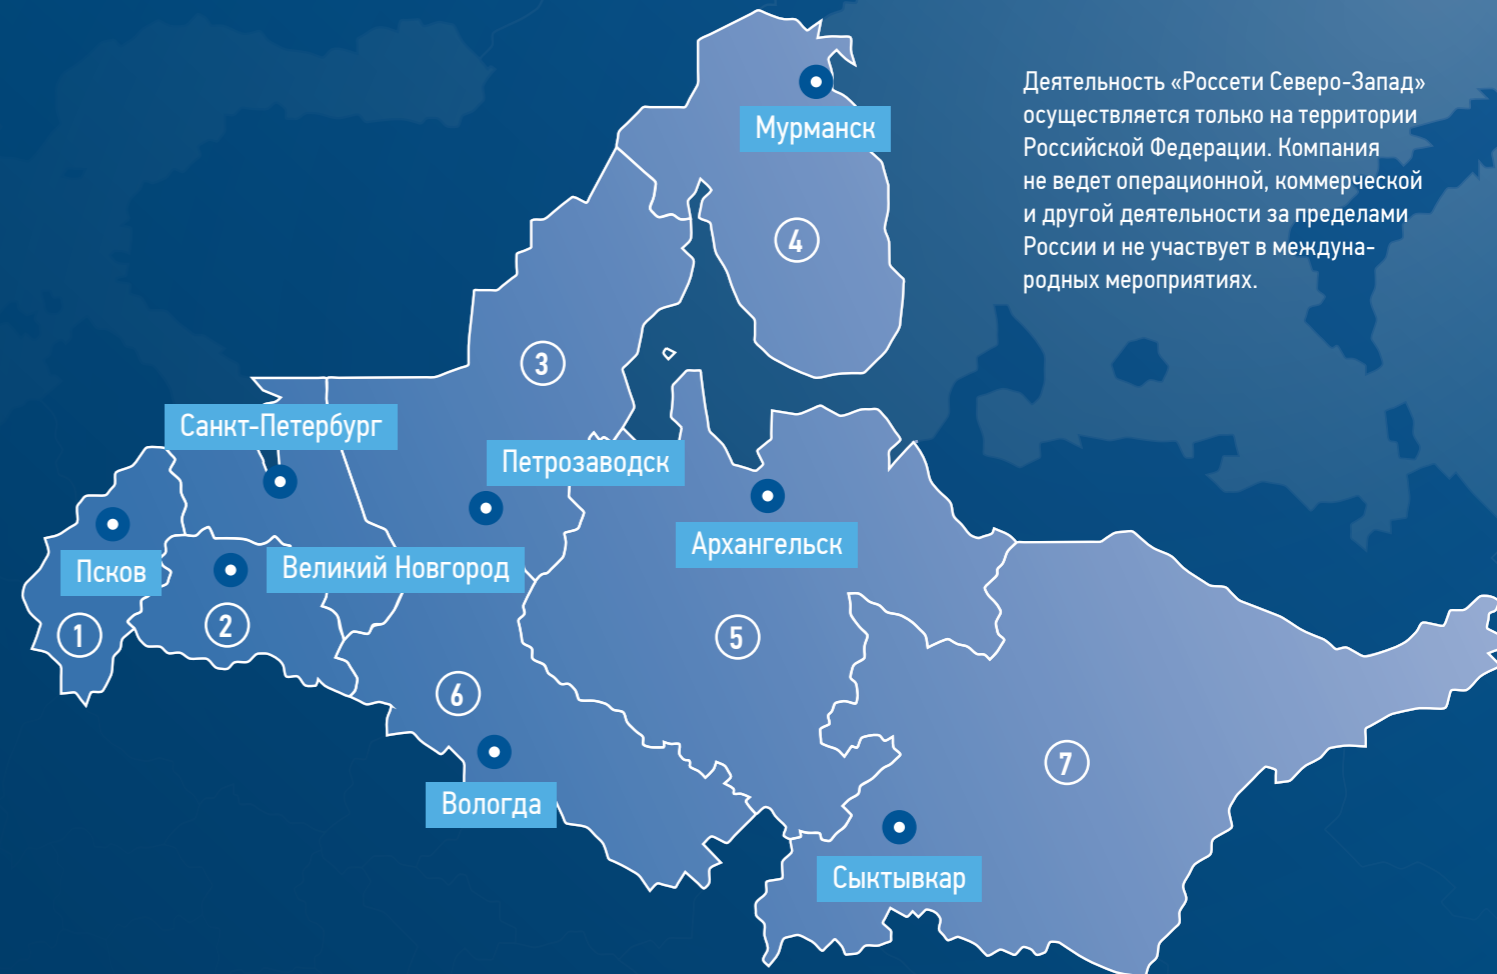 Деятельность «Россети Северо-Запад»
осуществляется только на территории
Российской Федерации. Компания
не ведет операционной, коммерческой
и другой деятельности за пределами
России и не участвует в междуна-
родных мероприятиях.
Мурманск
4
3
Санкт-Петербург
Петрозаводск
Архангельск
Псков
Великий Новгород
1
2
5
6
7
Вологда
Сыктывкар